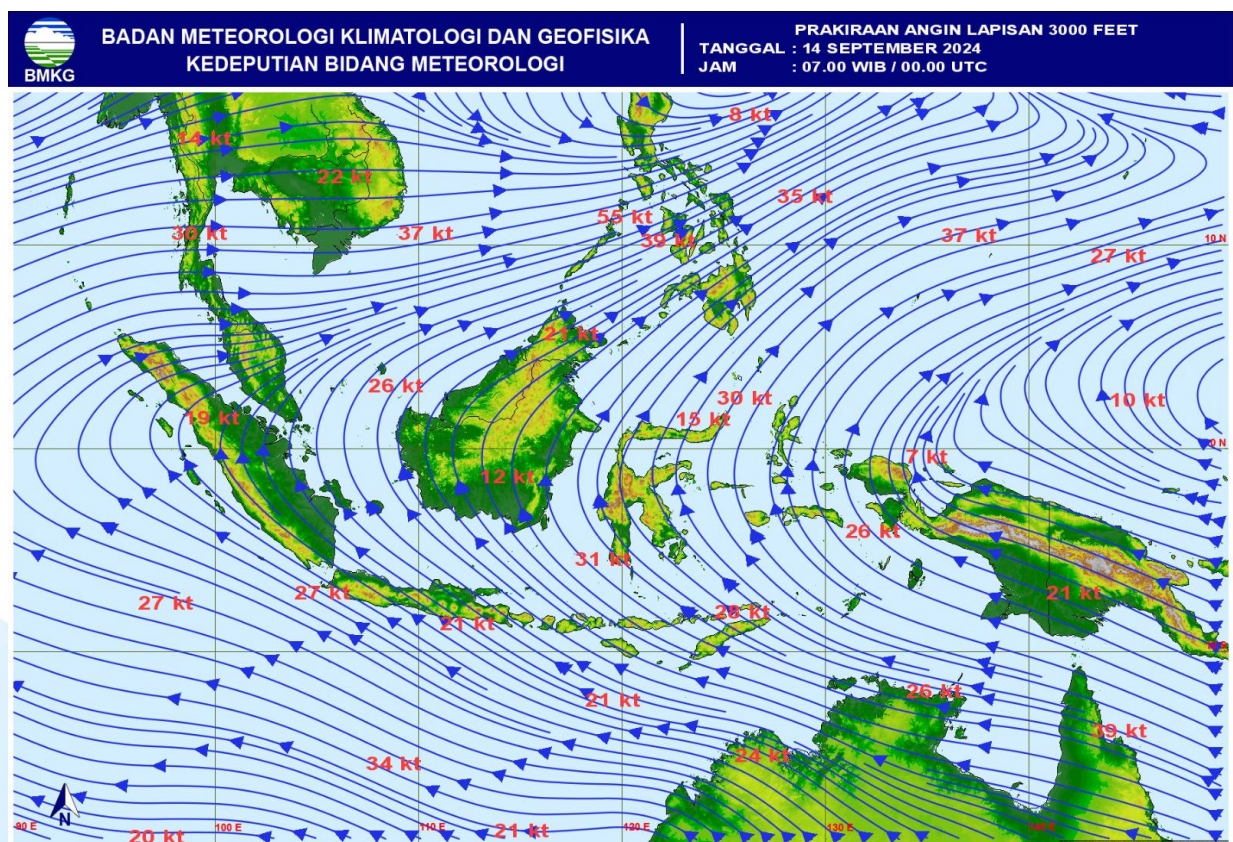 BMKG
BADAN METEOROLOGI KLIMATOLOGI DAN GEOFISIKA
KEDEPUTIAN BIDANG METEOROLOGI
PRAKIRAAN ANGIN LAPISAN 3000 FEET
TANGGAL : 14 SEPTEMBER 2024
JAM : 07.00 WIB / 00.00 UTC
8 kt
14 kt
22 kt
35 kt
55 kt
30 kt
37 kt
39 kt
37 kt
10 N
27 kt
21 kt
26 kt
30 kt
10 kt
19 kt
15 kt
0 N
7 kt
12 kt
26 kt
31 kt
27 kt
27 kt
21 kt
21 kt
28 kt
26 kt
21 kt
39 kt
24 kt
34 kt
N
90 E
100 E
110 E
120 E
130 E
20 kt
21 kt